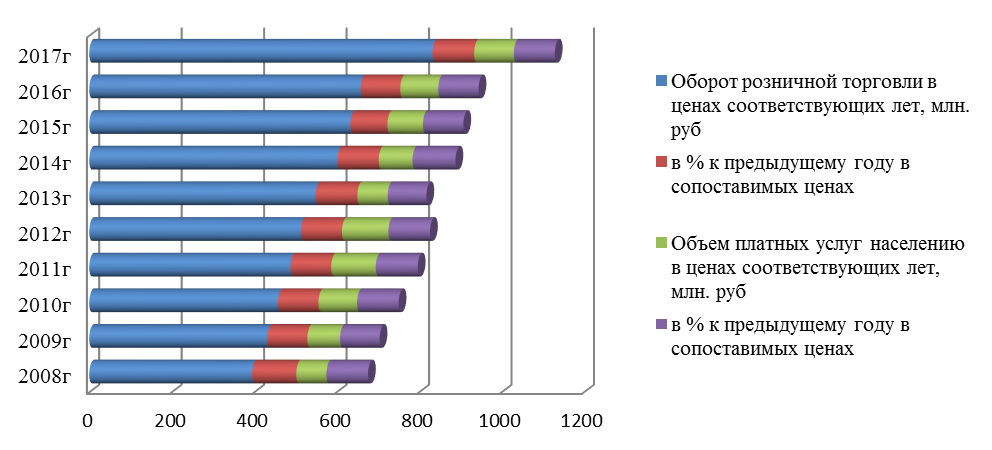 2017г
2016г
2015г
2014г
2013г
2012г
2011г
2010г
2009г
2008г
0 200 400 600 800 1000 1200
Оборот розничной торговли в
ценах соответствующих лет, млн.
руб
в % к предыдущему году в
сопоставимых ценах
Объем платных услуг населению
в ценах соответствующих лет,
млн. руб
в % к предыдущему году в
сопоставимых ценах